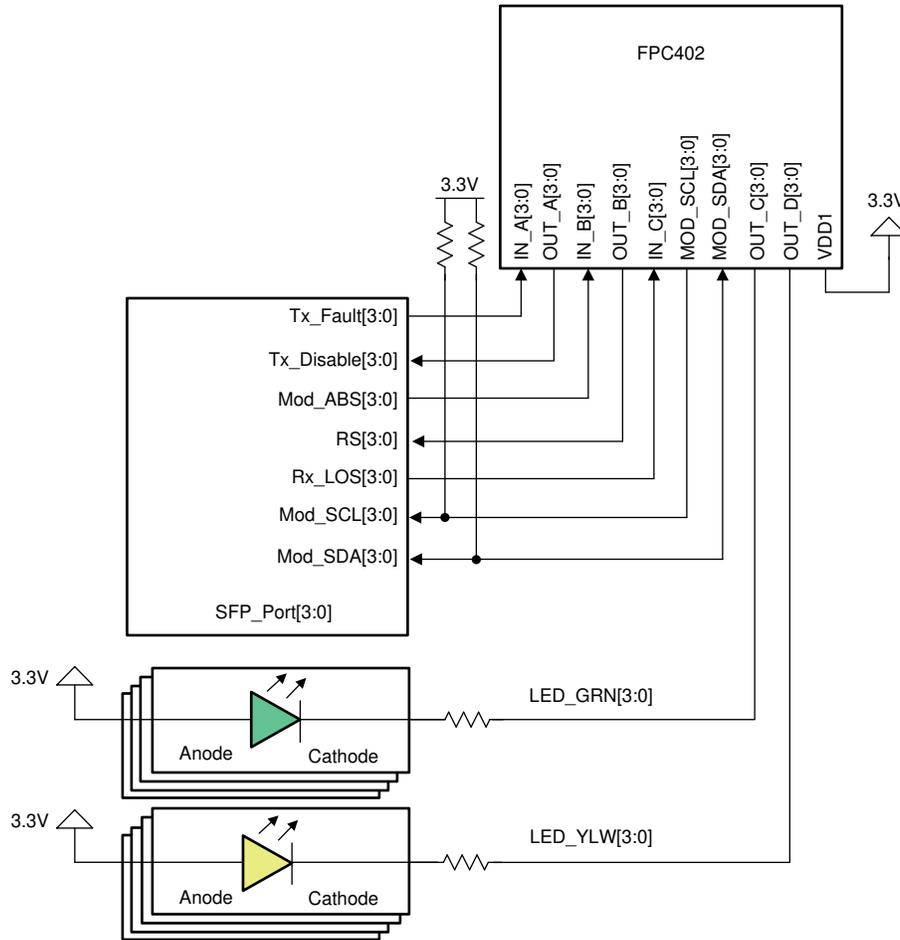 FPC402
3.3V
IN_A[3:0]
OUT_A[3:0]
IN_B[3:0]
OUT_B[3:0]
IN_C[3:0]
MOD_SCL[3:0]
MOD_SDA[3:0]
OUT_C[3:0]
OUT_D[3:0]
VDD1
3.3V
Tx_Fault[3:0]
Tx_Disable[3:0]
Mod_ABS[3:0]
RS[3:0]
Rx_LOS[3:0]
Mod_SCL[3:0]
Mod_SDA[3:0]
SFP_Port[3:0]
3.3V
LED_GRN[3:0]
Anode
Cathode
3.3V
LED_YLW[3:0]
Anode
Cathode